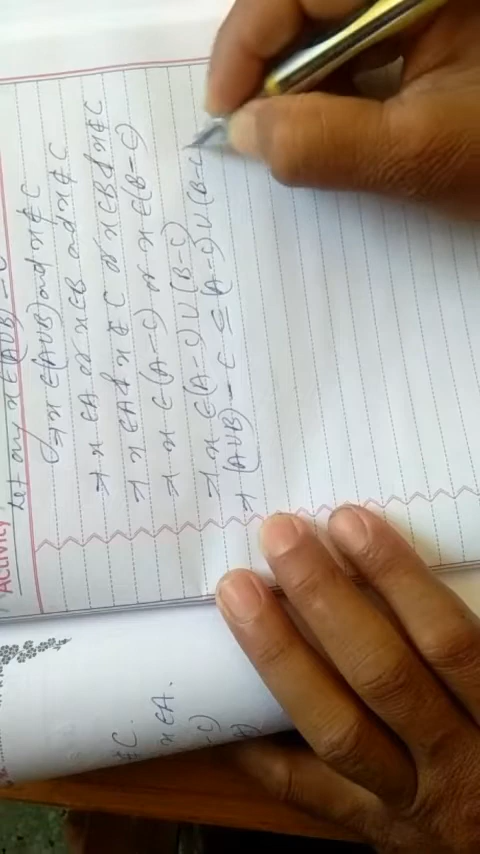 Activity
Let any x ∈ (A∪B) - C
⇒ x ∈ (A∪B) and x ∉ C
⇒ x ∈ A or x ∈ B and x ∉ C
⇒ x ∈ A & x ∉ C or x ∈ B & x ∉ C
⇒ x ∈ (A-C) or x ∈ (B-C)
⇒ x ∈ (A-C) ∪ (B-C)
⇒ (A∪B) - C ⊆ (A-C) ∪ (B-C
∉ C.
x ∈ A.
-C)